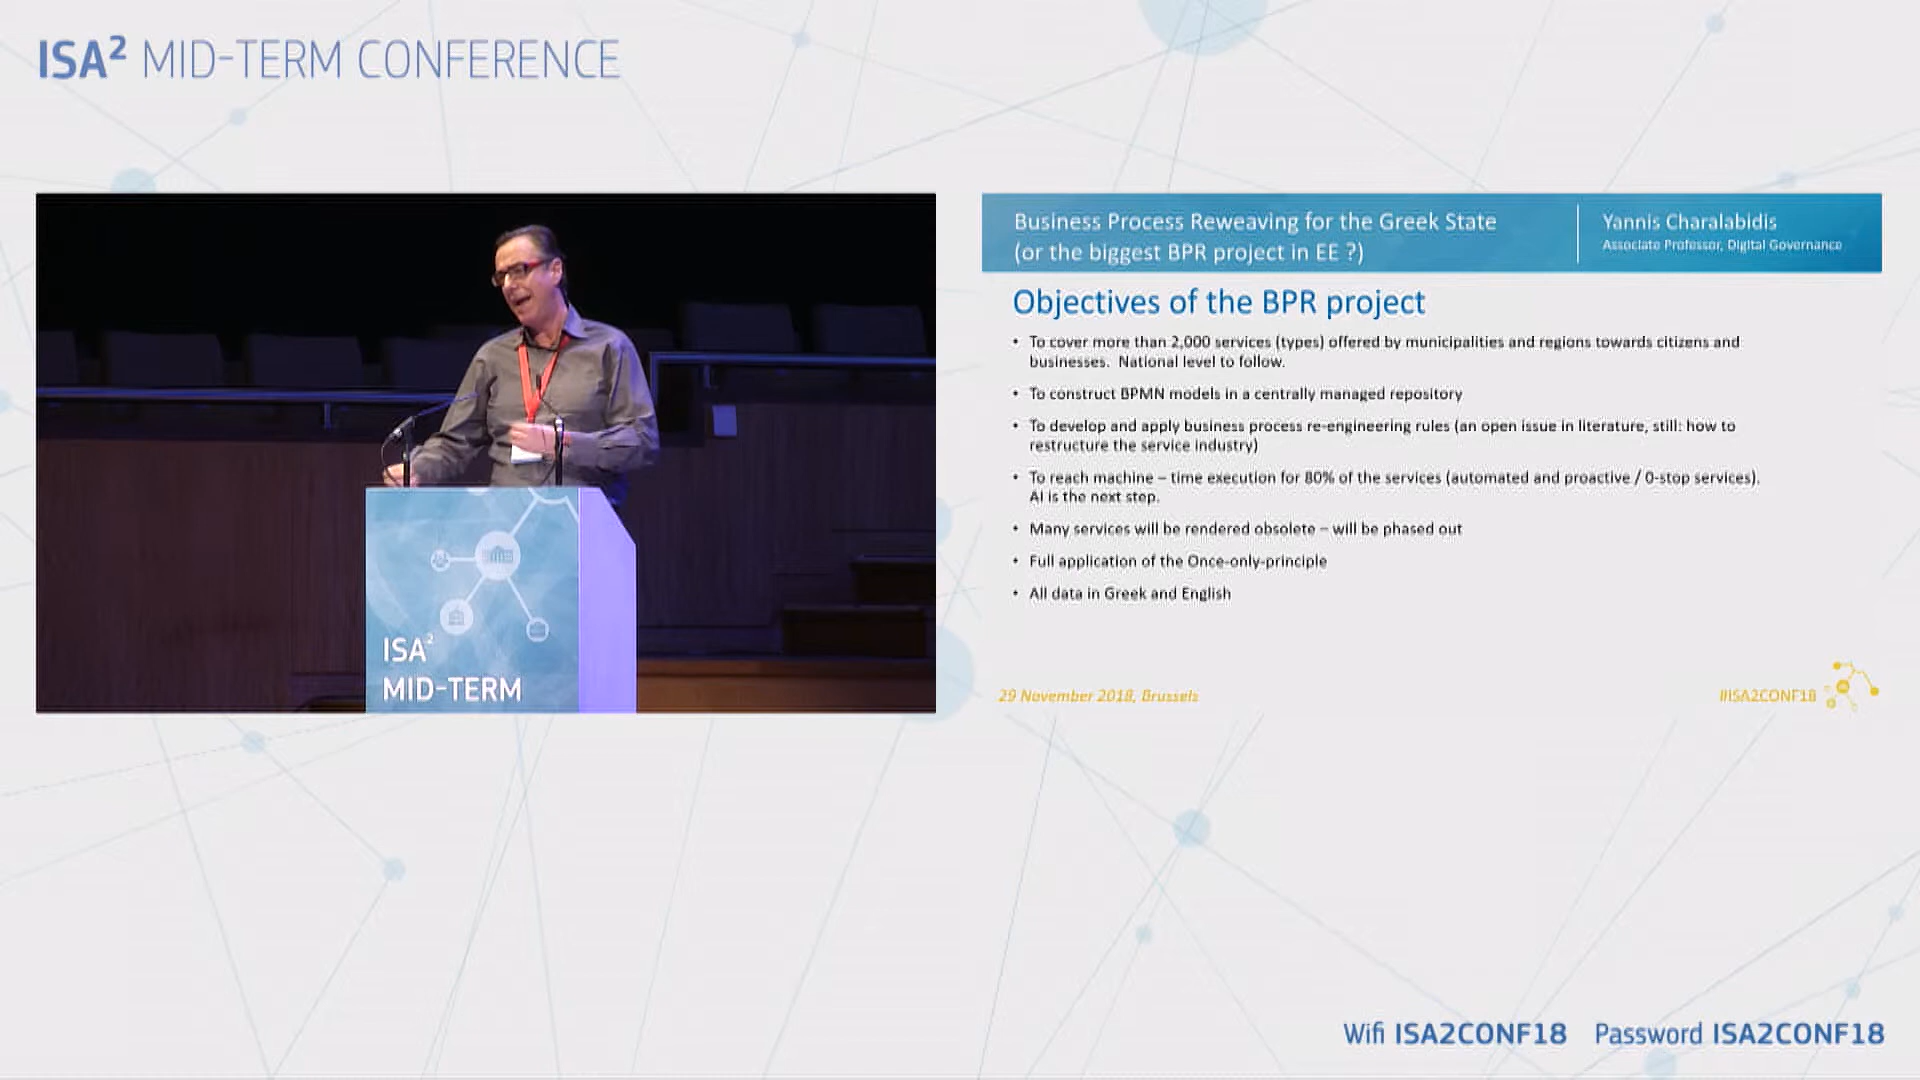 ISA² MID-TERM CONFERENCE
ISA²
MID-TERM
Business Process Reweaving for the Greek State
(or the biggest BPR project in EE ?)
Yannis Charalabidis
Associate Professor, Digital Governance
Objectives of the BPR project
• To cover more than 2,000 services (types) offered by municipalities and regions towards citizens and
businesses. National level to follow.
• To construct BPMN models in a centrally managed repository
• To develop and apply business process re-engineering rules (an open issue in literature, still: how to
restructure the service industry)
• To reach machine – time execution for 80% of the services (automated and proactive / 0-stop services).
AI is the next step.
• Many services will be rendered obsolete – will be phased out
• Full application of the Once-only-principle
• All data in Greek and English
29 November 2018, Brussels
#ISA2CONF18
Wifi ISA2CONF18 Password ISA2CONF18